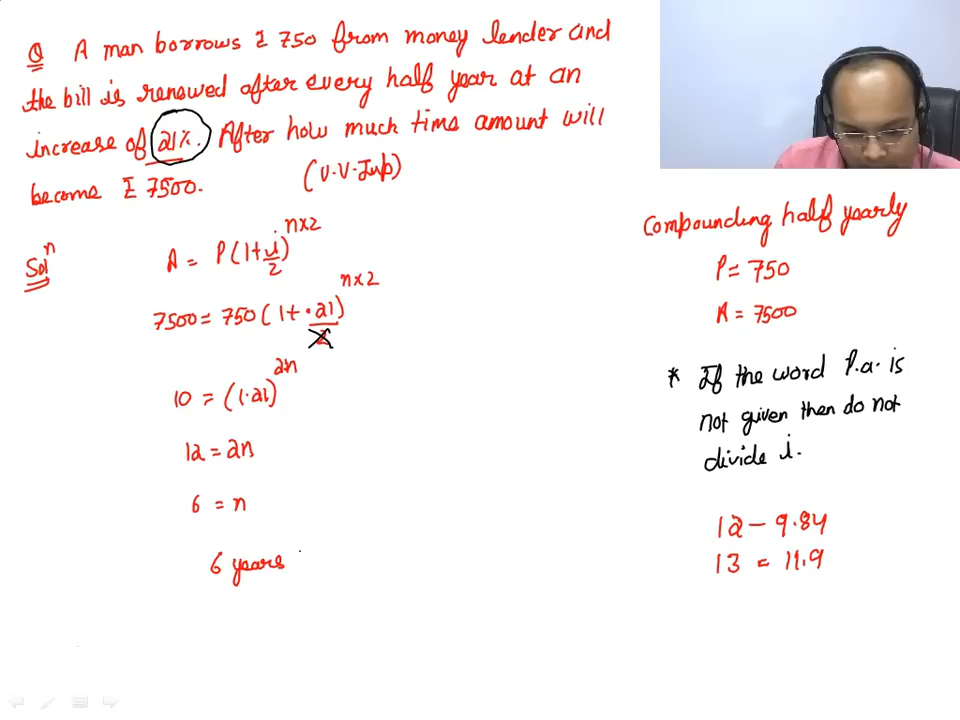 Q A man borrows ₹ 750 from money lender and
the bill is renewed after every half year at an
increase of 21%. After how much time amount will
become ₹ 7500. (V.V.Imp)
Solⁿ
A = P(1+i/2)^n×2
7500 = 750 (1+.21/2)^n×2
10 = (1.21)^2n
12 = 2n
6 = n
6 years
Compounding half yearly
P = 750
A = 7500
* If the word P.a. is
not given then do not
divide i.
12 - 9.84
13 = 11.9